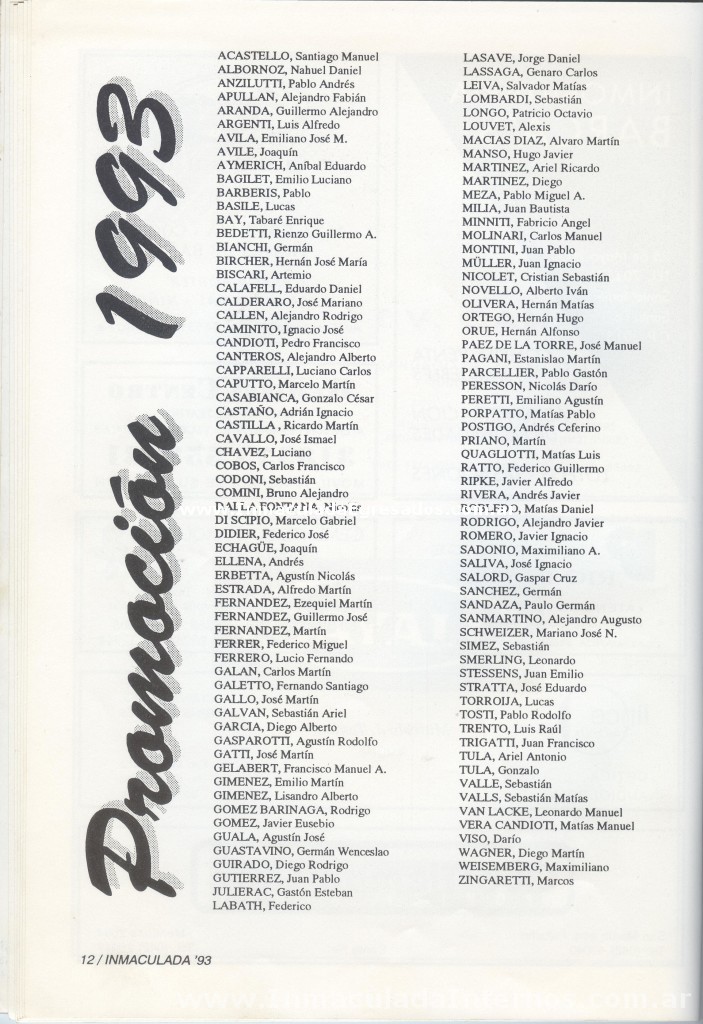 Promoción 1993
ACASTELLO, Santiago Manuel
ALBORNOZ, Nahuel Daniel
ANZILUTTI, Pablo Andrés
APULLAN, Alejandro Fabián
ARANDA, Guillermo Alejandro
ARGENTI, Luis Alfredo
AVILA, Emiliano José M.
AVILE, Joaquín
AYMERICH, Aníbal Eduardo
BAGILET, Emilio Luciano
BARBERIS, Pablo
BASILE, Lucas
BAY, Tabaré Enrique
BEDETTI, Rienzo Guillermo A.
BIANCHI, Germán
BIRCHER, Hernán José María
BISCARI, Artemio
CALAFELL, Eduardo Daniel
CALDERARO, José Mariano
CALLEN, Alejandro Rodrigo
CAMINITO, Ignacio José
CANDIOTI, Pedro Francisco
CANTEROS, Alejandro Alberto
CAPPARELLI, Luciano Carlos
CAPUTTO, Marcelo Martín
CASABIANCA, Gonzalo César
CASTAÑO, Adrián Ignacio
CASTILLA , Ricardo Martín
CAVALLO, José Ismael
CHAVEZ, Luciano
COBOS, Carlos Francisco
CODONI, Sebastián
COMINI, Bruno Alejandro
DALLA FONTANA,
DI SCIPIO, Marcelo Gabriel
DIDIER, Federico José
ECHAGÜE, Joaquín
ELLENA, Andrés
ERBETTA, Agustín Nicolás
ESTRADA, Alfredo Martín
FERNANDEZ, Ezequiel Martín
FERNANDEZ, Guillermo José
FERNANDEZ, Martín
FERRER, Federico Miguel
FERRERO, Lucio Fernando
GALAN, Carlos Martín
GALETTO, Fernando Santiago
GALLO, José Martín
GALVAN, Sebastián Ariel
GARCIA, Diego Alberto
GASPAROTTI, Agustín Rodolfo
GATTI, José Martín
GELABERT, Francisco Manuel A.
GIMENEZ, Emilio Martín
GIMENEZ, Lisandro Alberto
GOMEZ BARINAGA, Rodrigo
GOMEZ, Javier Eusebio
GUALA, Agustín José
GUASTAVINO, Germán Wenceslao
GUIRADO, Diego Rodrigo
GUTIERREZ, Juan Pablo
JULIERAC, Gastón Esteban
LABATH, Federico
LASAVE, Jorge Daniel
LASSAGA, Genaro Carlos
LEIVA, Salvador Matías
LOMBARDI, Sebastián
LONGO, Patricio Octavio
LOUVET, Alexis
MACIAS DIAZ, Alvaro Martín
MANSO, Hugo Javier
MARTINEZ, Ariel Ricardo
MARTINEZ, Diego
MEZA, Pablo Miguel A.
MILIA, Juan Bautista
MINNITI, Fabricio Angel
MOLINARI, Carlos Manuel
MONTINI, Juan Pablo
MÜLLER, Juan Ignacio
NICOLET, Cristian Sebastián
NOVELLO, Alberto Iván
OLIVERA, Hernán Matías
ORTEGO, Hernán Hugo
ORUE, Hernán Alfonso
PAEZ DE LA TORRE, José Manuel
PAGANI, Estanislao Martín
PARCELLIER, Pablo Gastón
PERESSON, Nicolás Darío
PERETTI, Emiliano Agustín
PORPATTO, Matías Pablo
POSTIGO, Andrés Ceferino
PRIANO, Martín
QUAGLIOTTI, Matías Luis
RATTO, Federico Guillermo
RIPKE, Javier Alfredo
RIVERA, Andrés Javier
ROBLEDO, Matías Daniel
RODRIGO, Alejandro Javier
ROMERO, Javier Ignacio
SADONIO, Maximiliano A.
SALIVA, José Ignacio
SALORD, Gaspar Cruz
SANCHEZ, Germán
SANDAZA, Paulo Germán
SANMARTINO, Alejandro Augusto
SCHWEIZER, Mariano José N.
SIMEZ, Sebastián
SMERLING, Leonardo
STESSENS, Juan Emilio
STRATTA, José Eduardo
TORROIJA, Lucas
TOSTI, Pablo Rodolfo
TRENTO, Luis Raúl
TRIGATTI, Juan Francisco
TULA, Ariel Antonio
TULA, Gonzalo
VALLE, Sebastián
VALLS, Sebastián Matías
VAN LACKE, Leonardo Manuel
VERA CANDIOTI, Matías Manuel
VISO, Darío
WAGNER, Diego Martín
WEISEMBERG, Maximiliano
ZINGARETTI, Marcos
12 / INMACULADA '93